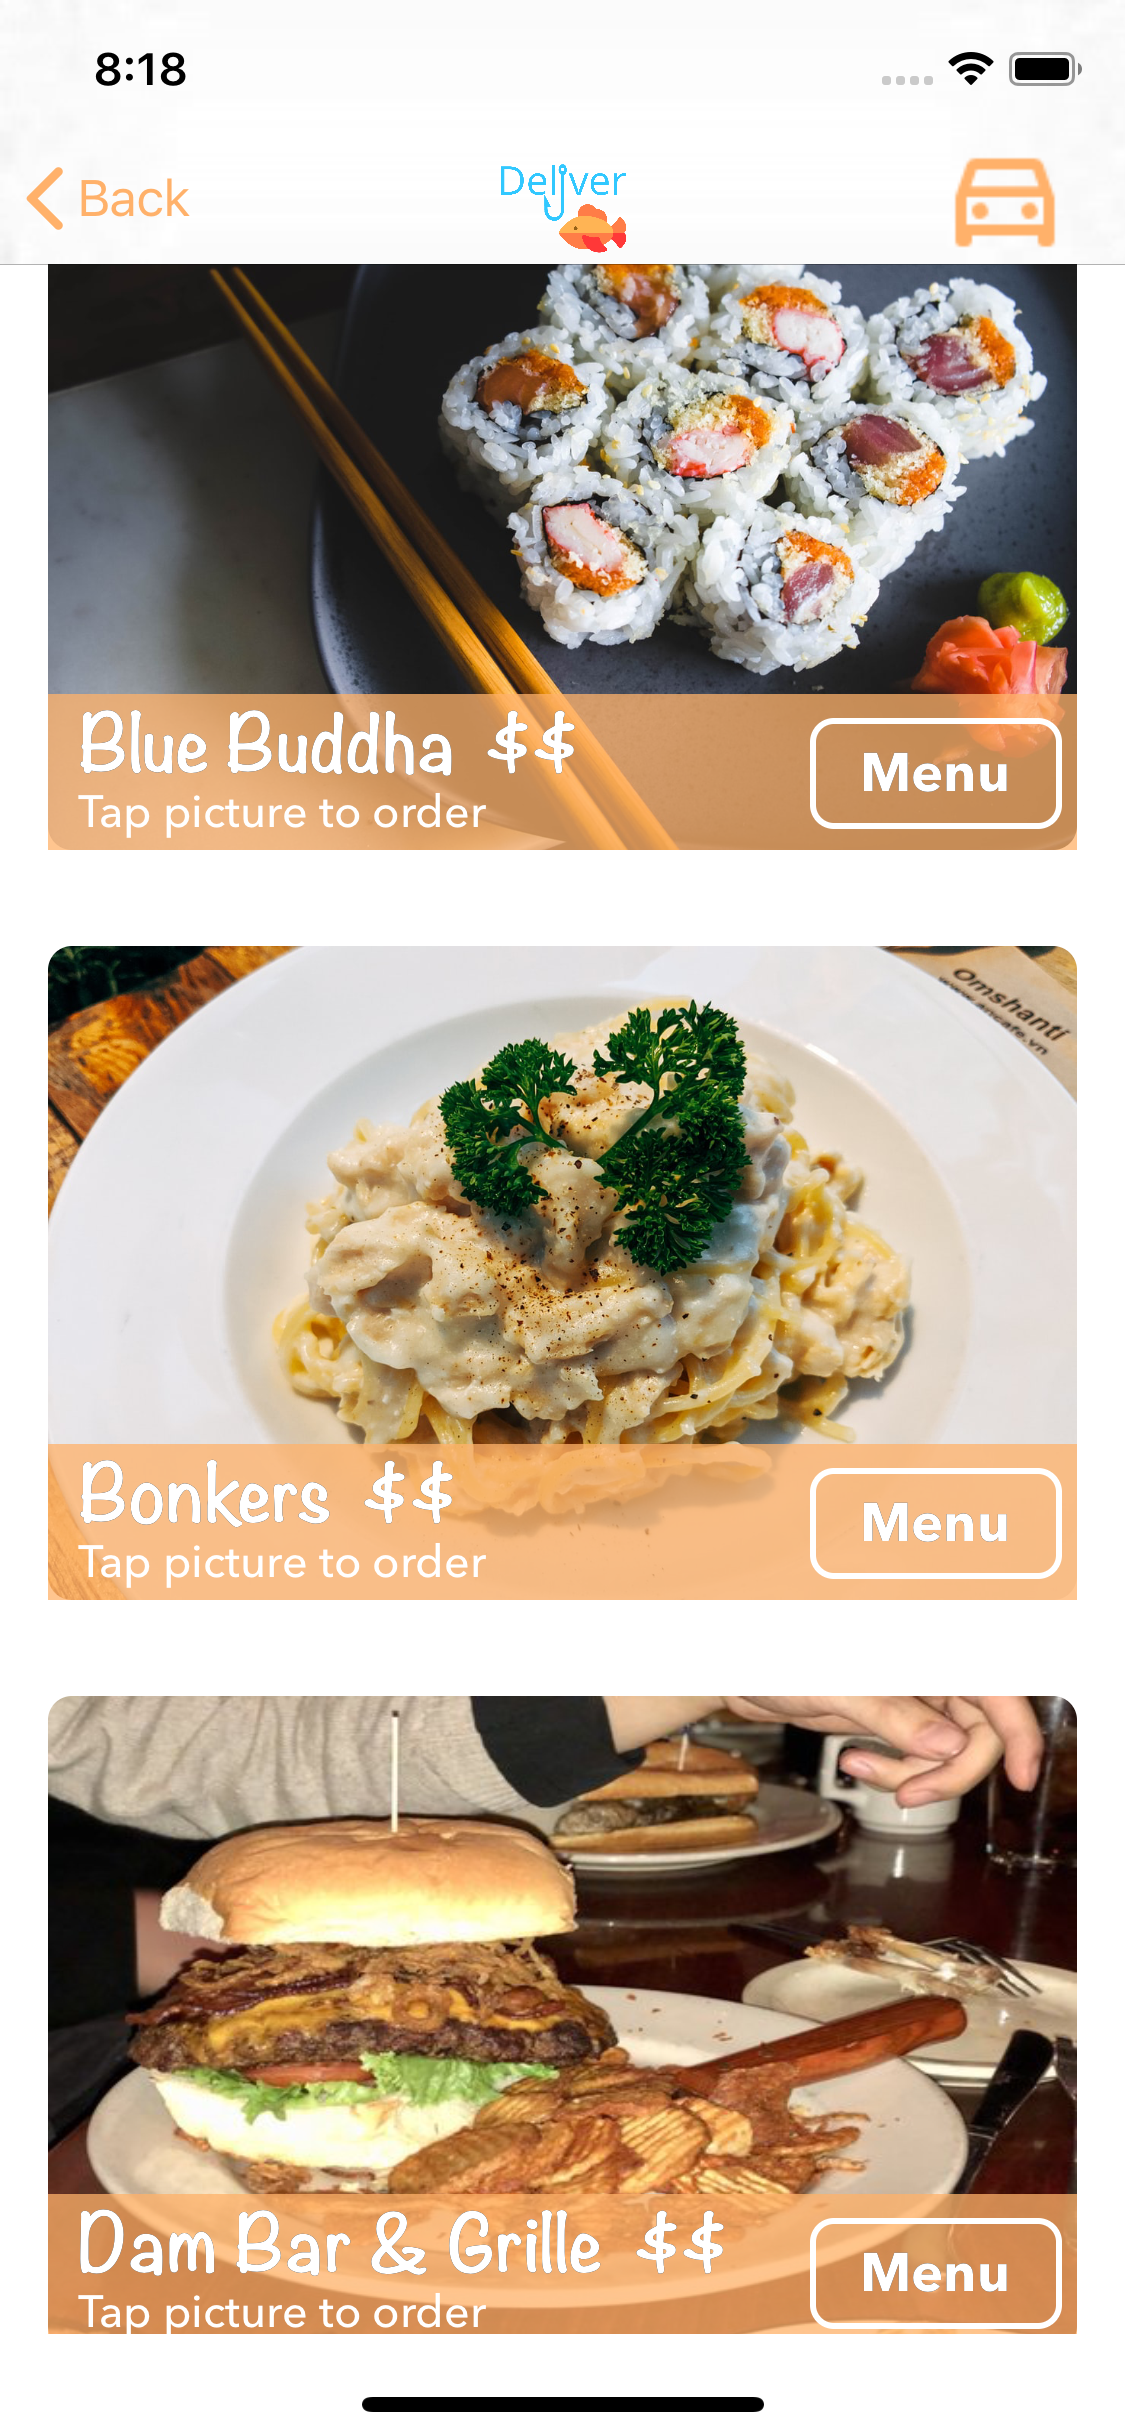 8:18
Back
Deliver
Blue Buddha $$
Tap picture to order
Menu
Omshanti
Bonkers $$
Tap picture to order
Menu
Dam Bar & Grille $$
Tap picture to order
Menu